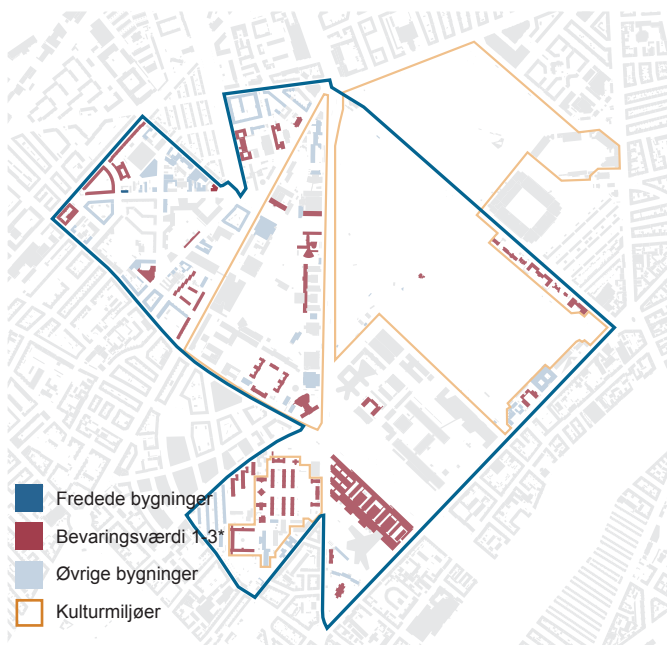 Fredede bygninger
Bevaringsværdi 1-3*
Øvrige bygninger
Kulturmiljøer